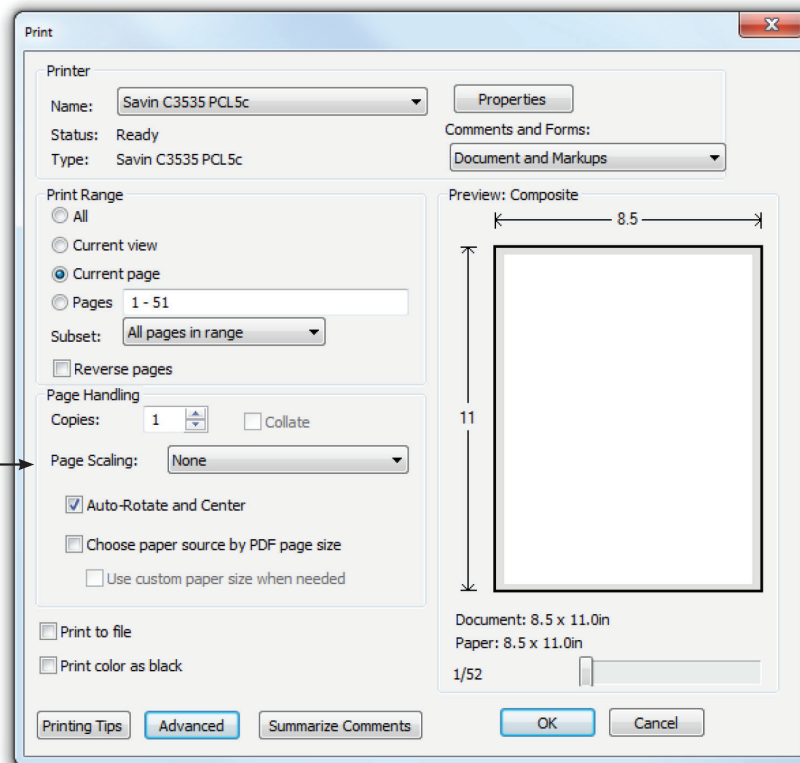 Print
Printer
Name: Savin C3535 PCL5c Properties
Status: Ready Comments and Forms:
Type: Savin C3535 PCL5c Document and Markups
Print Range
All
Current view
Current page
Pages 1 - 51
Subset: All pages in range
Reverse pages
Page Handling
Copies: 1 Collate
Page Scaling: None
Auto-Rotate and Center
Choose paper source by PDF page size
Use custom paper size when needed
Print to file
Print color as black
Preview: Composite
8.5
11
Document: 8.5 x 11.0in
Paper: 8.5 x 11.0in
1/52
Printing Tips Advanced Summarize Comments OK Cancel